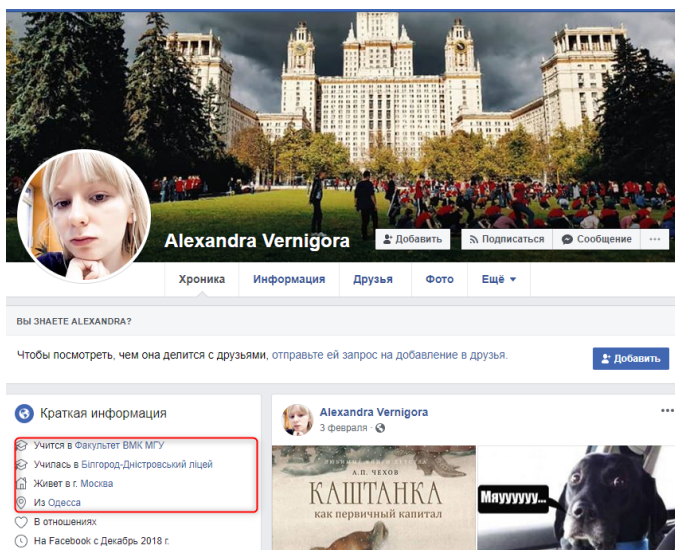 Alexandra Vernigora
Добавить
Подписаться
Сообщение
Хроника
Информация
Друзья
Фото
Ещё
ВЫ ЗНАЕТЕ ALEXANDRA?
Чтобы посмотреть, чем она делится с друзьями, отправьте ей запрос на добавление в друзья.
Добавить
Краткая информация
Учится в Факультет ВМК МГУ
Училась в Білгород-Дністровський ліцей
Живет в г. Москва
Из Одесса
В отношениях
На Facebook с Декабрь 2018 г.
Alexandra Vernigora
3 февраля ·
А.П. ЧЕХОВ
КАШТАНКА
как первичный капитал
Мяууууу...